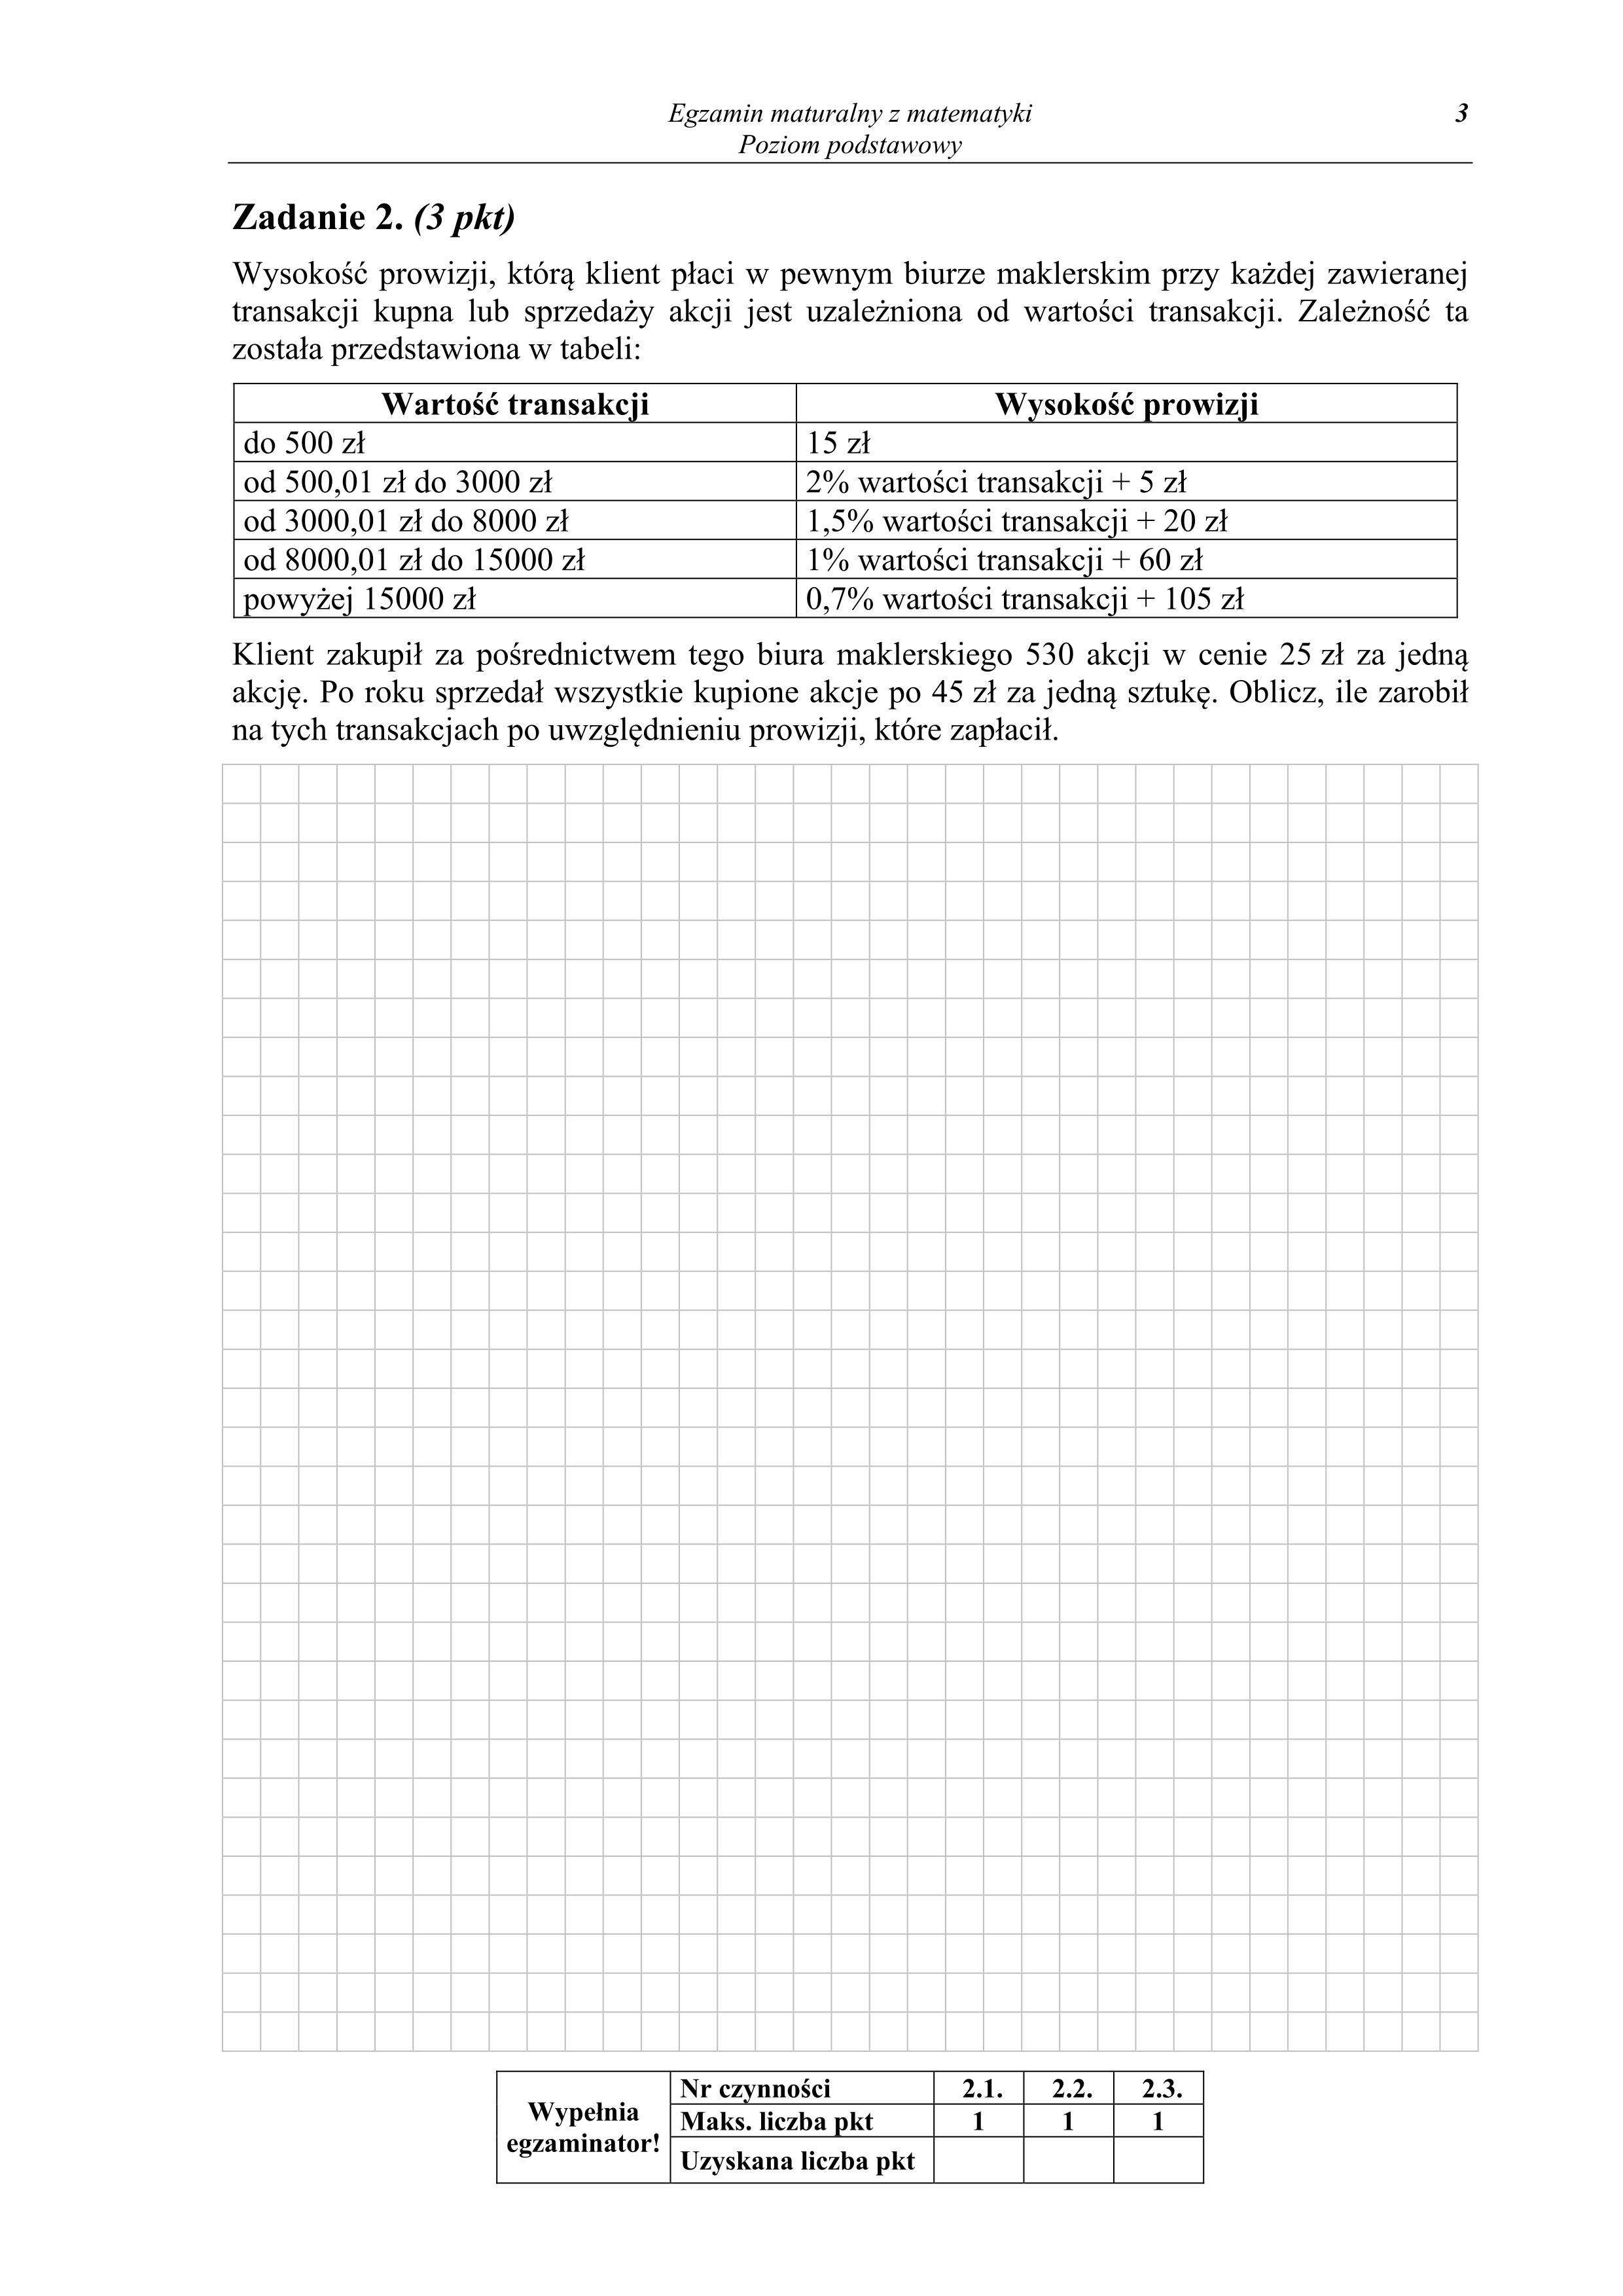 Egzamin maturalny z matematyki 3
Poziom podstawowy
Zadanie 2. (3 pkt)
Wysokość prowizji, którą klient płaci w pewnym biurze maklerskim przy każdej zawieranej
transakcji kupna lub sprzedaży akcji jest uzależniona od wartości transakcji. Zależność ta
została przedstawiona w tabeli:
Wartość transakcji Wysokość prowizji
do 500 zł 15 zł
od 500,01 zł do 3000 zł 2% wartości transakcji + 5 zł
od 3000,01 zł do 8000 zł 1,5% wartości transakcji + 20 zł
od 8000,01 zł do 15000 zł 1% wartości transakcji + 60 zł
powyżej 15000 zł 0,7% wartości transakcji + 105 zł
Klient zakupił za pośrednictwem tego biura maklerskiego 530 akcji w cenie 25 zł za jedną
akcję. Po roku sprzedał wszystkie kupione akcje po 45 zł za jedną sztukę. Oblicz, ile zarobił
na tych transakcjach po uwzględnieniu prowizji, które zapłacił.
Wypełnia
egzaminator!
Nr czynności 2.1. 2.2. 2.3.
Maks. liczba pkt 1 1 1
Uzyskana liczba pkt